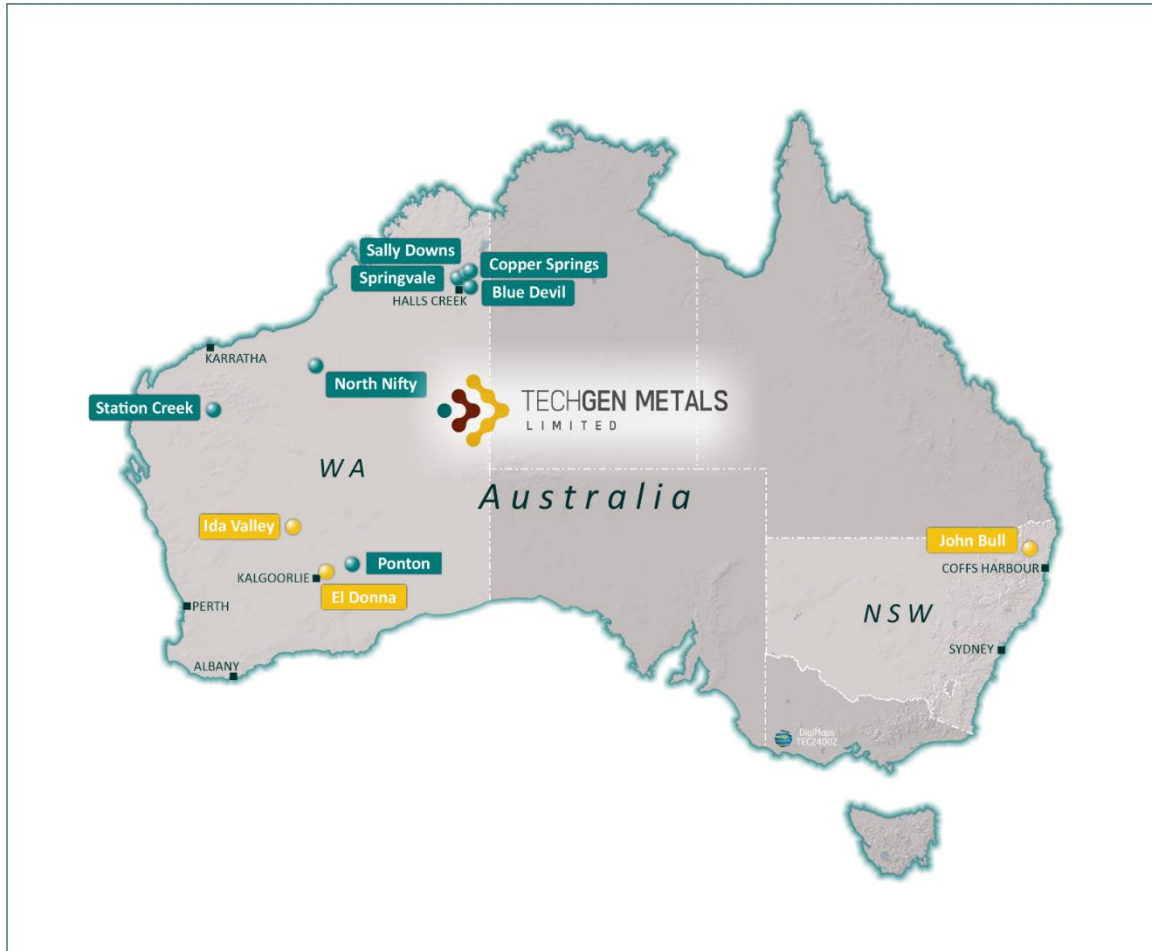 Sally Downs
Copper Springs
Springvale
Blue Devil
HALLS CREEK
KARRATHA
North Nifty
Station Creek
TECHGEN METALS
LIMITED
WA
Australia
Ida Valley
John Bull
Ponton
COFFS HARBOUR
KALGOORLIE
El Donna
PERTH
NSW
SYDNEY
ALBANY
DigiMaps
TEC24002